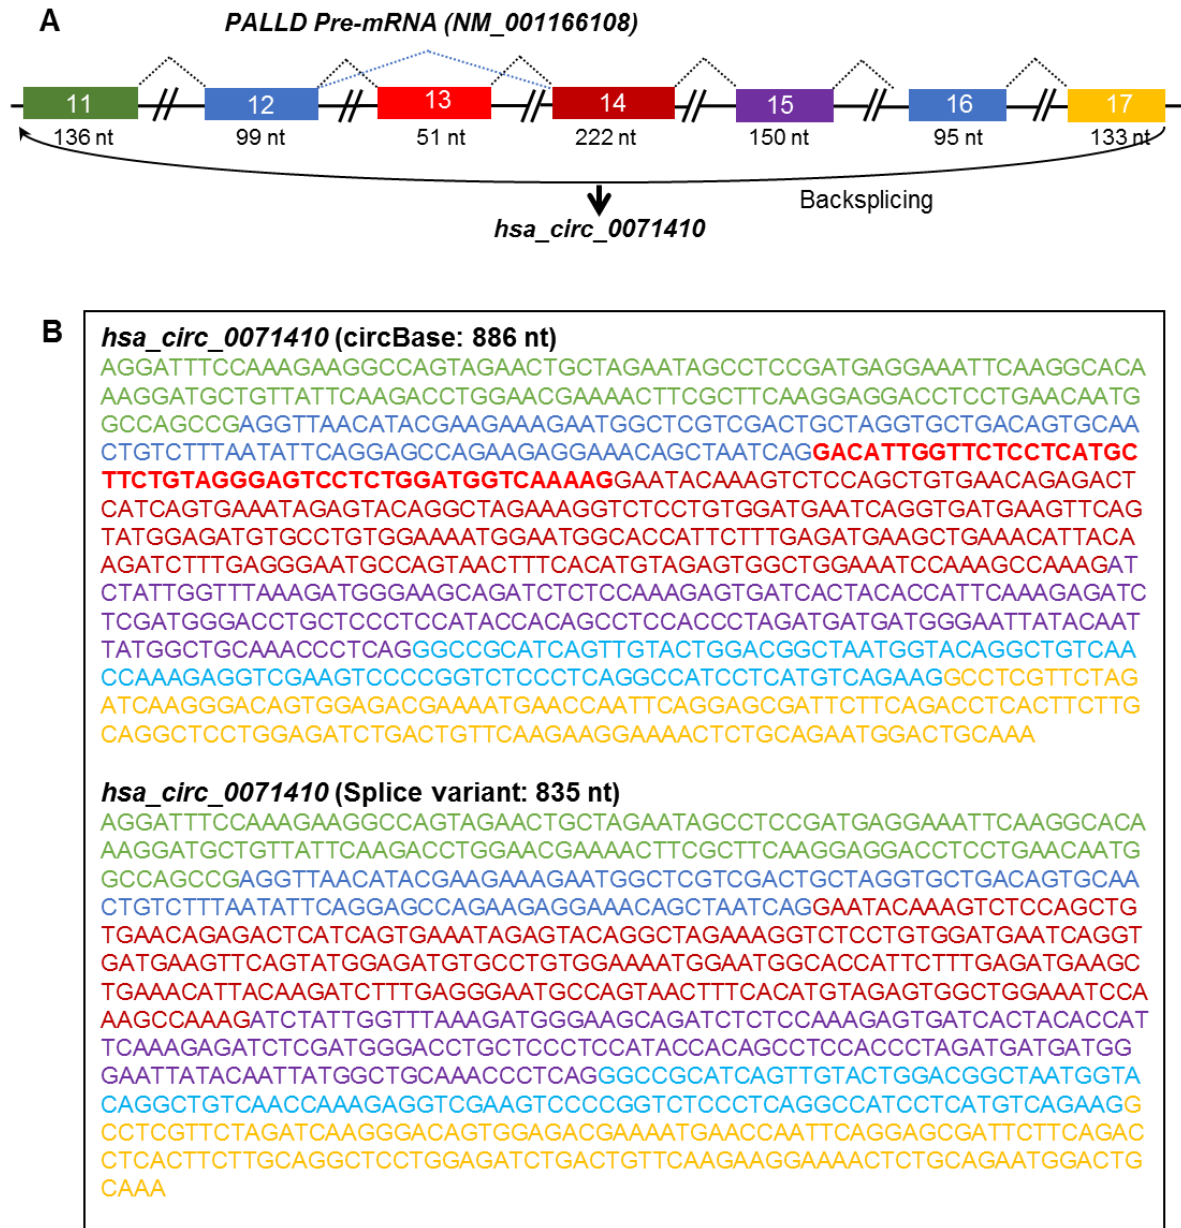 A
PALLD Pre-mRNA (NM_001166108)
11 12 13 14 15 16 17
136 nt 99 nt 51 nt 222 nt 150 nt 95 nt 133 nt
Backsplicing
hsa_circ_0071410
B
hsa_circ_0071410 (circBase: 886 nt)
AGGATTTCCAAAGAAGGCCAGTAGAACTGCTAGAATAGCCTCCGATGAGGAAATTCAAGGCACA
AAGGATGCTGTTATTCAAGACCTGGAACGAAAACTTCGCTTCAAGGAGGACCTCCTGAACAATG
GCCAGCCGAGGTTAACATACGAAGAAAGAATGGCTCGTCGACTGCTAGGTGCTGACAGTGCAA
CTGTCTTTAATATTCAGGAGCCAGAAGAGGAAACAGCTAATCAGGACATTGGTTCTCCTCATGC
TTCTGTAGGGAGTCCTCTGGATGGTCAAAAGGAATACAAAGTCTCCAGCTGTGAACAGAGACT
CATCAGTGAAATAGAGTACAGGCTAGAAAGGTCTCCTGTGGATGAATCAGGTGATGAAGTTCAG
TATGGAGATGTGCCTGTGGAAAATGGAATGGCACCATTCTTTGAGATGAAGCTGAAACATTACA
AGATCTTTGAGGGAATGCCAGTAACTTTCACATGTAGAGTGGCTGGAAATCCAAAGCCAAAGAT
CTATTGGTTTAAAGATGGGAAGCAGATCTCTCCAAAGAGTGATCACTACACCATTCAAAGAGATC
TCGATGGGACCTGCTCCCTCCATACCACAGCCTCCACCCTAGATGATGATGGGAATTATACAAT
TATGGCTGCAAACCCTCAGGGCCGCATCAGTTGTACTGGACGGCTAATGGTACAGGCTGTCAA
CCAAAGAGGTCGAAGTCCCCGGTCTCCCTCAGGCCATCCTCATGTCAGAAGGCCTCGTTCTAG
ATCAAGGGACAGTGGAGACGAAAATGAACCAATTCAGGAGCGATTCTTCAGACCTCACTTCTTG
CAGGCTCCTGGAGATCTGACTGTTCAAGAAGGAAAACTCTGCAGAATGGACTGCAAA
hsa_circ_0071410 (Splice variant: 835 nt)
AGGATTTCCAAAGAAGGCCAGTAGAACTGCTAGAATAGCCTCCGATGAGGAAATTCAAGGCACA
AAGGATGCTGTTATTCAAGACCTGGAACGAAAACTTCGCTTCAAGGAGGACCTCCTGAACAATG
GCCAGCCGAGGTTAACATACGAAGAAAGAATGGCTCGTCGACTGCTAGGTGCTGACAGTGCAA
CTGTCTTTAATATTCAGGAGCCAGAAGAGGAAACAGCTAATCAGGAATACAAAGTCTCCAGCTG
TGAACAGAGACTCATCAGTGAAATAGAGTACAGGCTAGAAAGGTCTCCTGTGGATGAATCAGGT
GATGAAGTTCAGTATGGAGATGTGCCTGTGGAAAATGGAATGGCACCATTCTTTGAGATGAAGC
TGAAACATTACAAGATCTTTGAGGGAATGCCAGTAACTTTCACATGTAGAGTGGCTGGAAATCCA
AAGCCAAAGATCTATTGGTTTAAAGATGGGAAGCAGATCTCTCCAAAGAGTGATCACTACACCAT
TCAAAGAGATCTCGATGGGACCTGCTCCCTCCATACCACAGCCTCCACCCTAGATGATGATGG
GAATTATACAATTATGGCTGCAAACCCTCAGGGCCGCATCAGTTGTACTGGACGGCTAATGGTA
CAGGCTGTCAACCAAAGAGGTCGAAGTCCCCGGTCTCCCTCAGGCCATCCTCATGTCAGAAGG
CCTCGTTCTAGATCAAGGGACAGTGGAGACGAAAATGAACCAATTCAGGAGCGATTCTTCAGAC
CTCACTTCTTGCAGGCTCCTGGAGATCTGACTGTTCAAGAAGGAAAACTCTGCAGAATGGACTG
CAAA